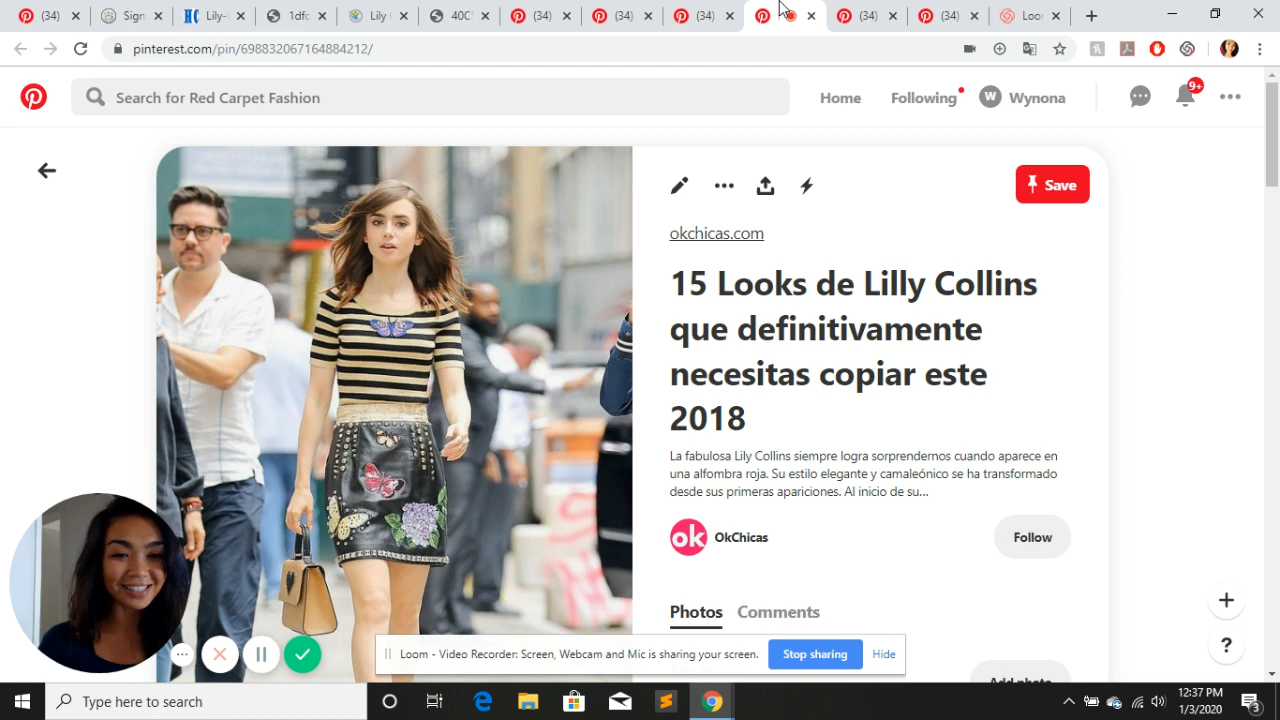 (34)
Sign
Lily-
1dfc
Lily
40CS
(34)
(34)
(34)
(34)
(34)
Loom
pinterest.com/pin/698832067164884212/
Search for Red Carpet Fashion
Home
Following
W
Wynona
9+
Save
okchicas.com
15 Looks de Lilly Collins
que definitivamente
necesitas copiar este
2018
La fabulosa Lily Collins siempre logra sorprendernos cuando aparece en
una alfombra roja. Su estilo elegante y camaleónico se ha transformado
desde sus primeras apariciones. Al inicio de su...
ok
OkChicas
Follow
Photos
Comments
Add photo
Loom - Video Recorder: Screen, Webcam and Mic is sharing your screen.
Stop sharing
Hide
Type here to search
12:37 PM
1/3/2020
3